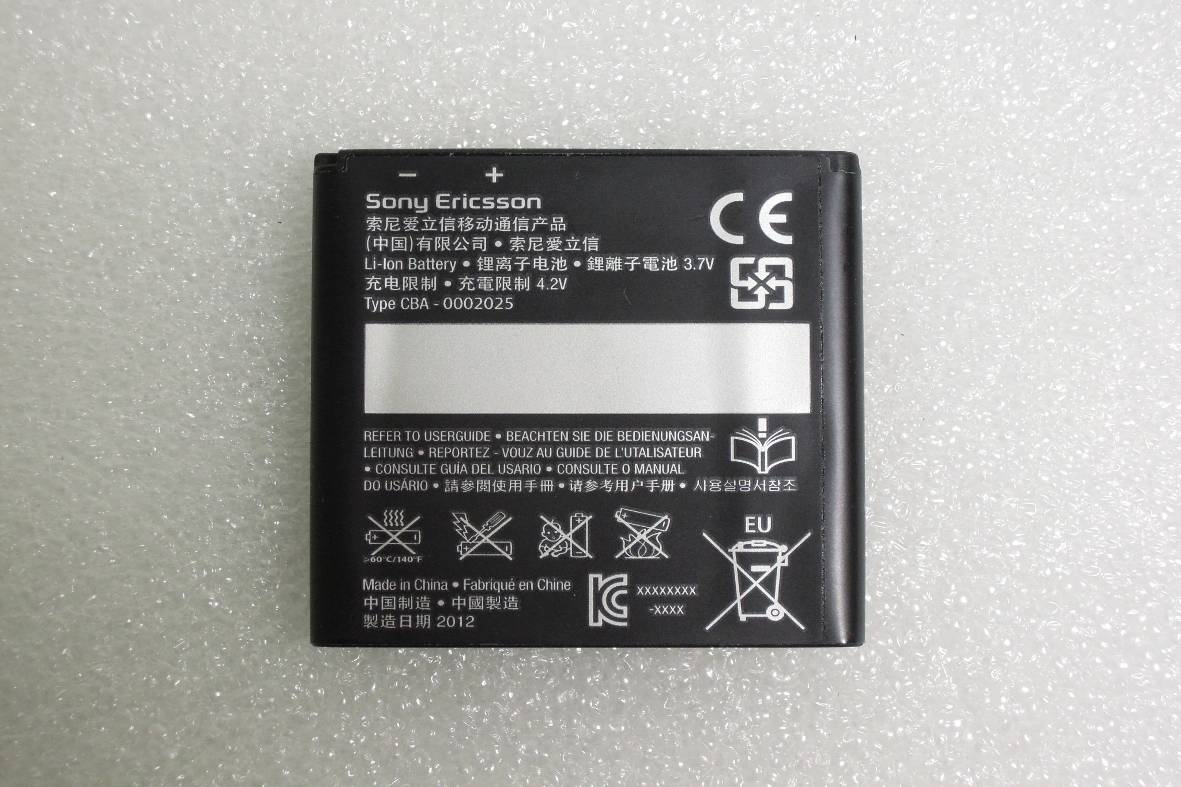 − +
Sony Ericsson
索尼爱立信移动通信产品
(中国)有限公司 • 索尼愛立信
Li-Ion Battery • 锂离子电池 • 鋰離子電池 3.7V
充电限制 • 充電限制 4.2V
Type CBA - 0002025
CE
REFER TO USERGUIDE • BEACHTEN SIE DIE BEDIENUNGSAN-
LEITUNG • REPORTEZ - VOUZ AU GUIDE DE L'UTALISATEUR
• CONSULTE GUÍA DEL USARIO • CONSULTE O MANUAL
DO USÁRIO • 請參閲使用手冊 • 请参考用户手册 • 사용설명서참조
>60°C/140°F
EU
Made in China • Fabriqué en Chine
中国制造 • 中國製造
製造日期 2012
KC
XXXXXXXX
-XXXX